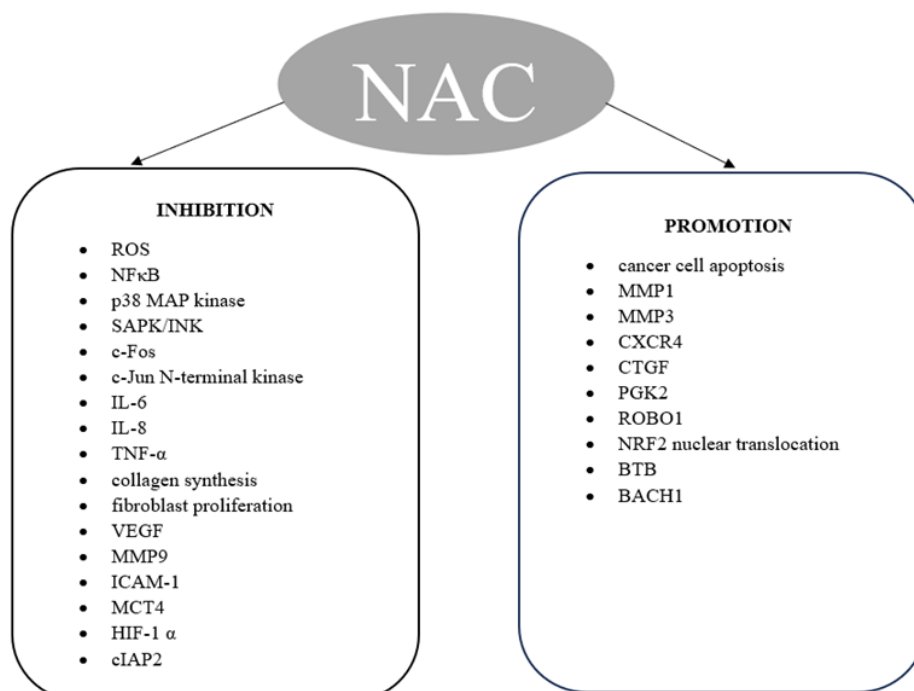 NAC
INHIBITION
• ROS
• NFκB
• p38 MAP kinase
• SAPK/INK
• c-Fos
• c-Jun N-terminal kinase
• IL-6
• IL-8
• TNF-α
• collagen synthesis
• fibroblast proliferation
• VEGF
• MMP9
• ICAM-1
• MCT4
• HIF-1 α
• cIAP2
PROMOTION
• cancer cell apoptosis
• MMP1
• MMP3
• CXCR4
• CTGF
• PGK2
• ROBO1
• NRF2 nuclear translocation
• BTB
• BACH1